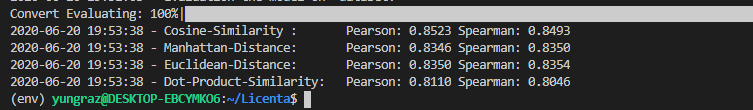 Convert Evaluating: 100%|
2020-06-20 19:53:38 - Cosine-Similarity :       Pearson: 0.8523 Spearman: 0.8493
2020-06-20 19:53:38 - Manhattan-Distance:       Pearson: 0.8346 Spearman: 0.8350
2020-06-20 19:53:38 - Euclidean-Distance:       Pearson: 0.8350 Spearman: 0.8354
2020-06-20 19:53:38 - Dot-Product-Similarity:   Pearson: 0.8110 Spearman: 0.8046
(env) yungraz@DESKTOP-EBCYMKO6:~/Licenta$